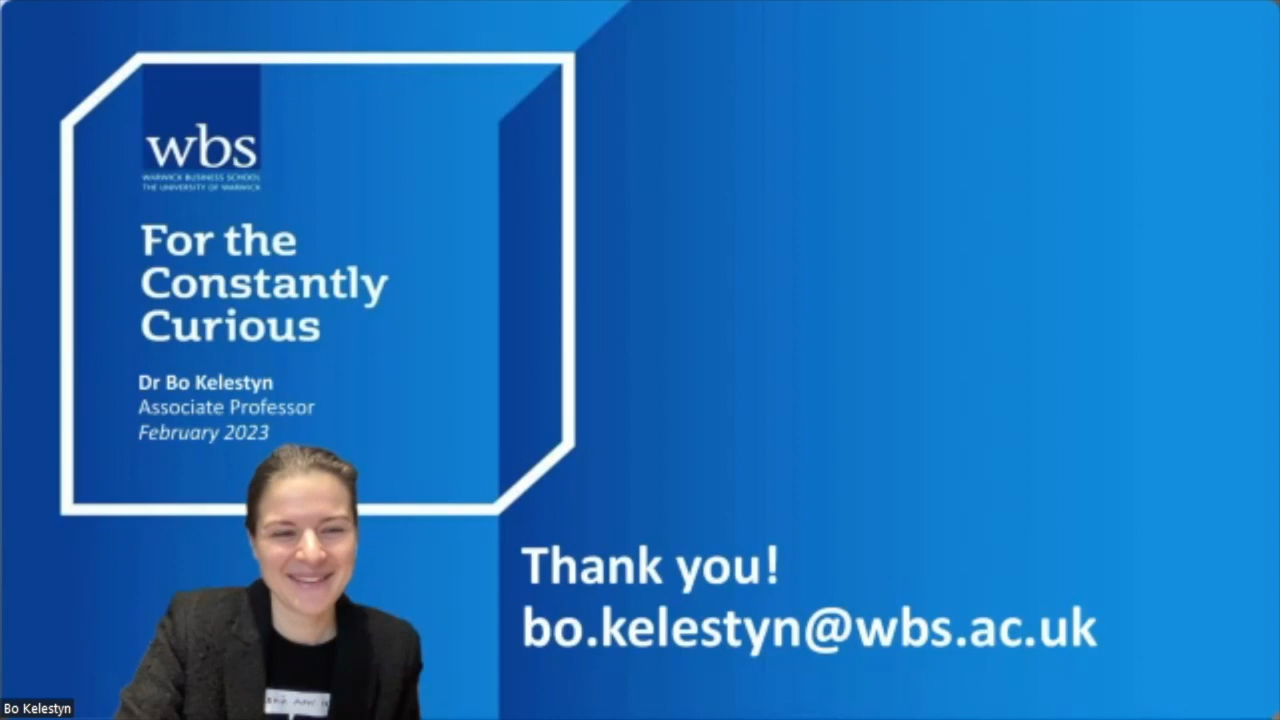 wbs
WARWICK BUSINESS SCHOOL
THE UNIVERSITY OF WARWICK
For the
Constantly
Curious
Dr Bo Kelestyn
Associate Professor
February 2023
Thank you!
bo.kelestyn@wbs.ac.uk
Bo Kelestyn